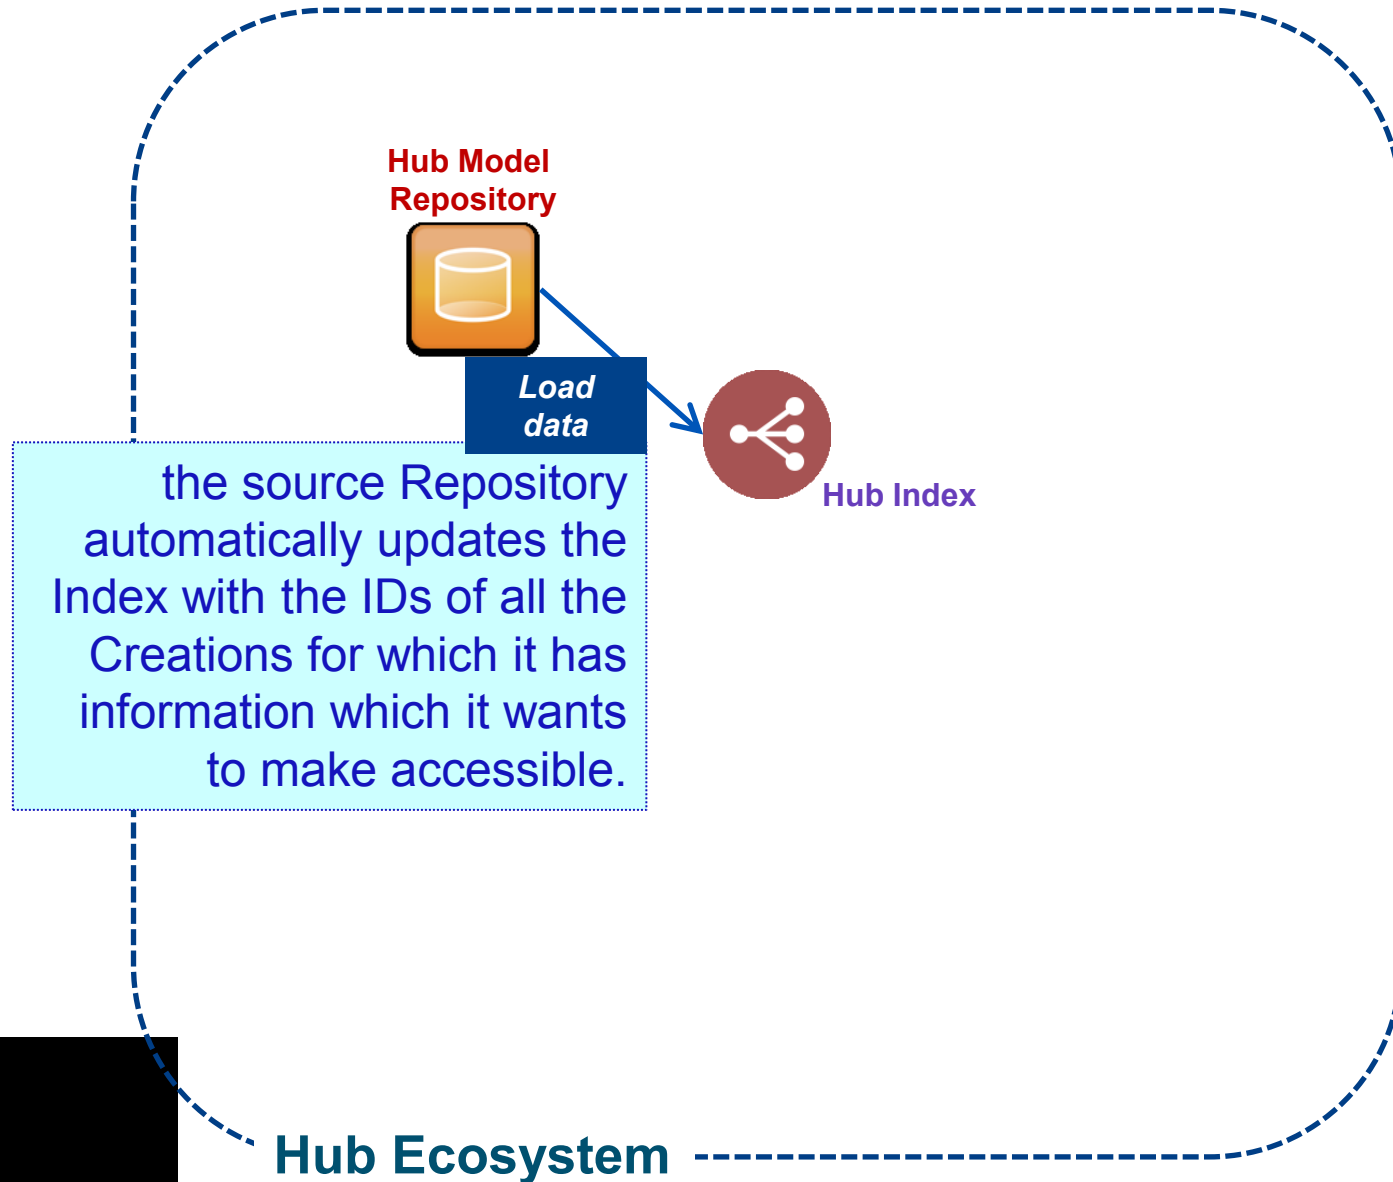 Hub Model
Repository
Load
data
the source Repository
automatically updates the
Index with the IDs of all the
Creations for which it has
information which it wants
to make accessible.
Hub Index
Hub Ecosystem